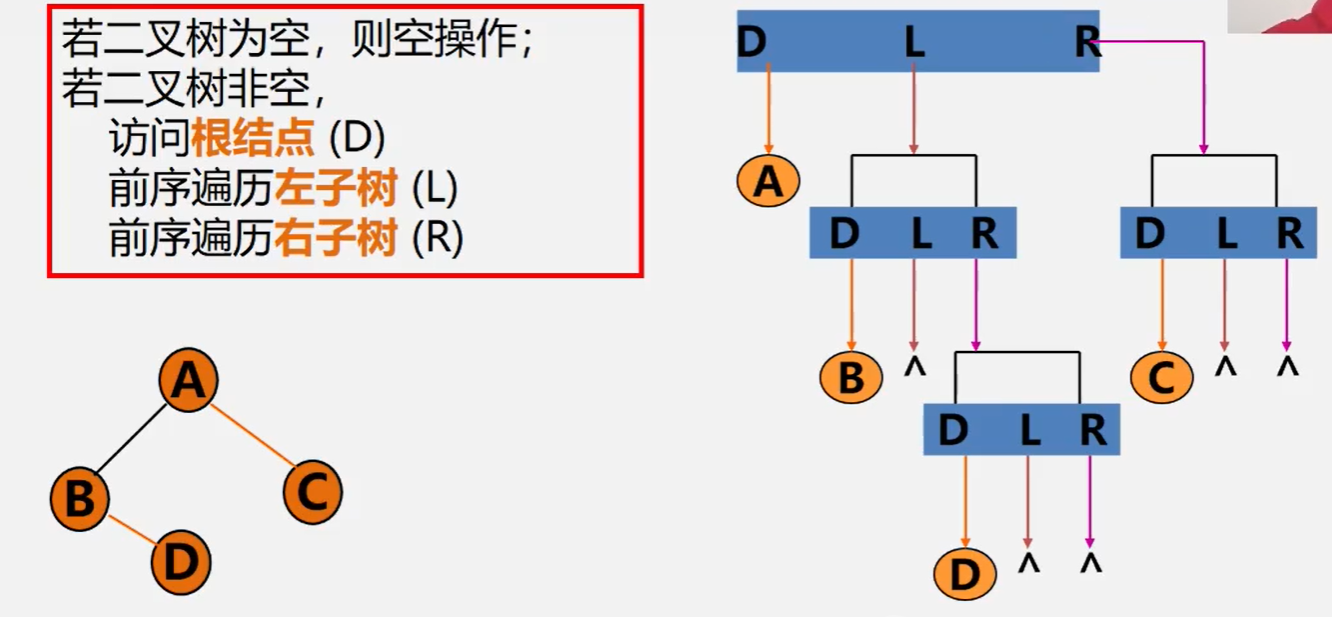 若二叉树为空，则空操作；
若二叉树非空，
访问根结点 (D)
前序遍历左子树 (L)
前序遍历右子树 (R)
D L R
A
D L R
D L R
B ^ ^ ^
C
D L R
D ^ ^
A
B
C
D